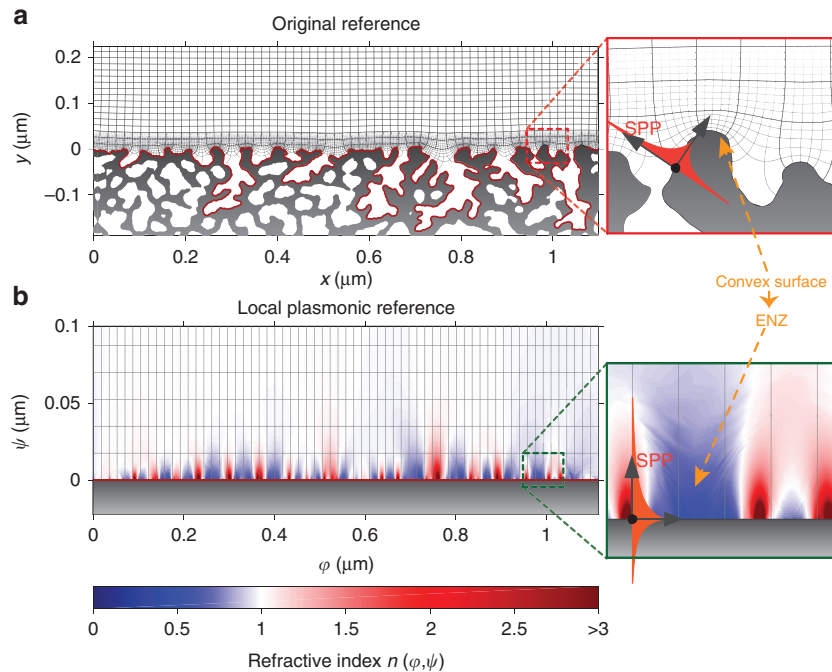 a
Original reference
0.2
0.1
0
−0.1
y (μm)
0
0.2
0.4
0.6
0.8
1
x (μm)
SPP
Convex surface
ENZ
b
Local plasmonic reference
0.1
0.05
0
ψ (μm)
0
0.2
0.4
0.6
0.8
1
φ (μm)
SPP
0
0.5
1
1.5
2
2.5
>3
Refractive index n (φ,ψ)